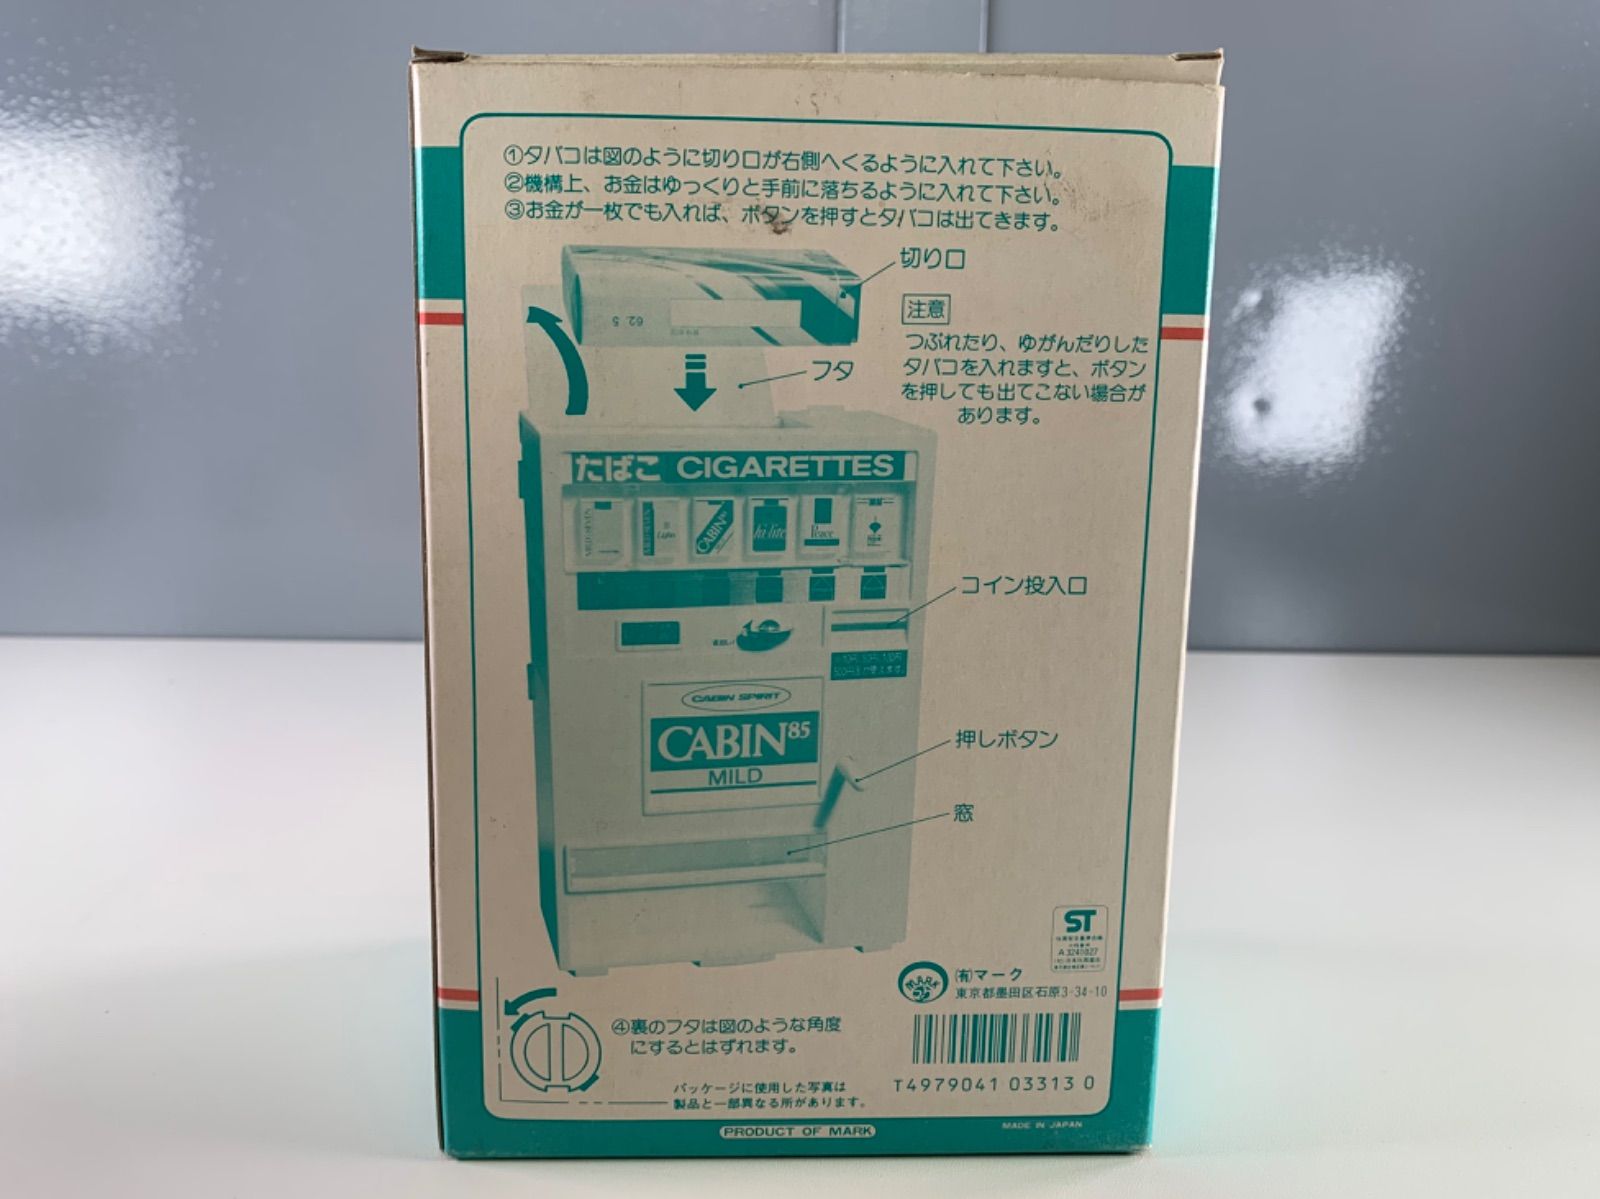 ①タバコは図のように切り口が右側へくるように入れて下さい。
②機構上、お金はゆっくりと手前に落ちるように入れて下さい。
③お金が一枚でも入れば、ボタンを押すとタバコは出てきます。
切り口
注意
つぶれたり、ゆがんだりした
タバコを入れますと、ボタン
を押しても出てこない場合が
あります。
62.5
フタ
たばこ CIGARETTES
MILD SEVEN
MILD SEVEN Lights
CABIN
hi-lite
Peace
コイン投入口
CABIN SPIRIT
CABIN85
MILD
押しボタン
窓
ST
A3241027
MARK
(有)マーク
東京都墨田区石原3-34-10
④裏のフタは図のような角度
にするとはずれます。
パッケージに使用した写真は
製品と一部異なる所があります。
T4979041 03313 0
PRODUCT OF MARK
MADE IN JAPAN